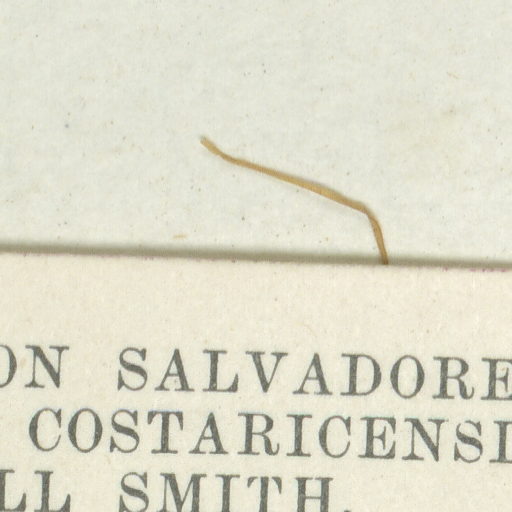 ON SALVADORE
COSTARICENSI
LL SMITH.